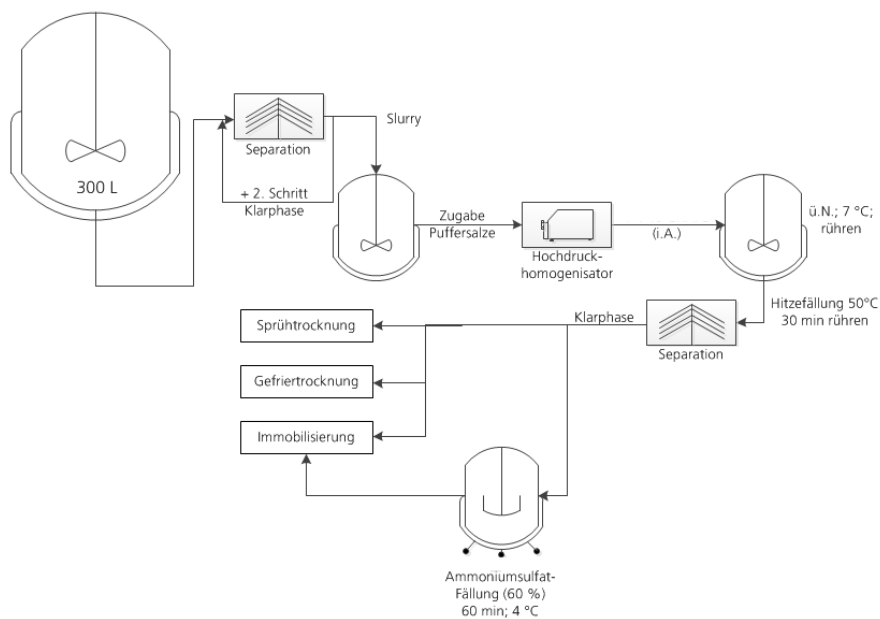 300 L
Separation
+ 2. Schritt
Klarphase
Slurry
Zugabe
Puffersalze
Hochdruck-
homogenisator
(i.A.)
ü.N.; 7 °C;
rühren
Hitzefällung 50°C
30 min rühren
Separation
Klarphase
Sprühtrocknung
Gefriertrocknung
Immobilisierung
Ammoniumsulfat-
Fällung (60 %)
60 min; 4 °C